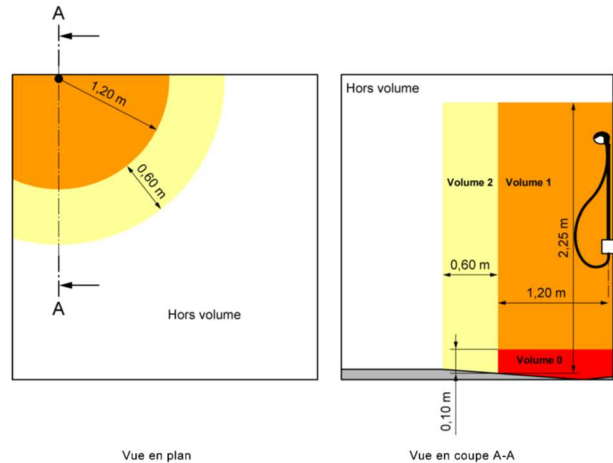 A
1,20 m
0,60 m
A
Hors volume
Vue en plan
Hors volume
Volume 2
Volume 1
2,25 m
0,60 m
1,20 m
Volume 0
0,10 m
Vue en coupe A-A